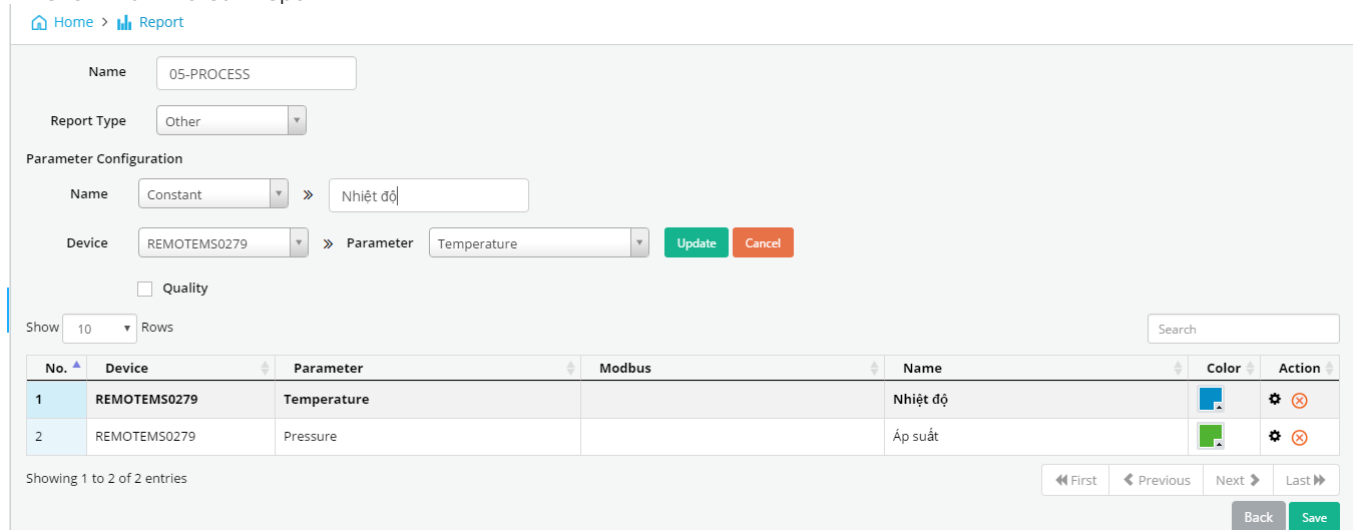 Home > Report
Name 05-PROCESS
Report Type Other
Parameter Configuration
Name Constant » Nhiệt độ
Device REMOTEMS0279 » Parameter Temperature Update Cancel
Quality
Show 10 Rows Search
No. Device Parameter Modbus Name Color Action
1 REMOTEMS0279 Temperature Nhiệt độ
2 REMOTEMS0279 Pressure Áp suất
Showing 1 to 2 of 2 entries First Previous Next Last
Back Save